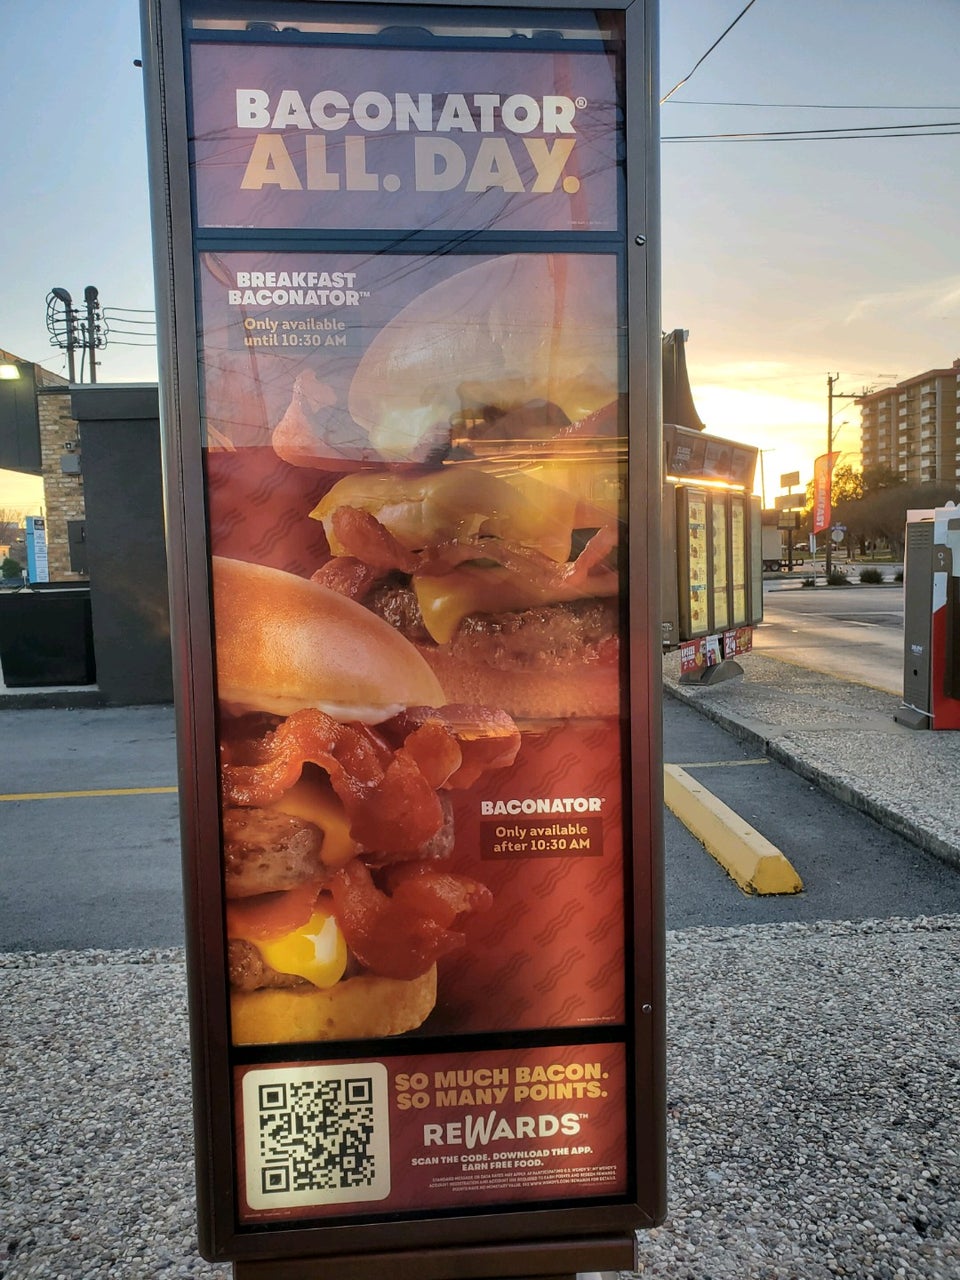 BACONATOR®
ALL. DAY.
BREAKFAST
BACONATOR™
Only available
until 10:30 AM
BACONATOR®
Only available
after 10:30 AM
SO MUCH BACON.
SO MANY POINTS.
REWARDS™
SCAN THE CODE. DOWNLOAD THE APP.
EARN FREE FOOD.